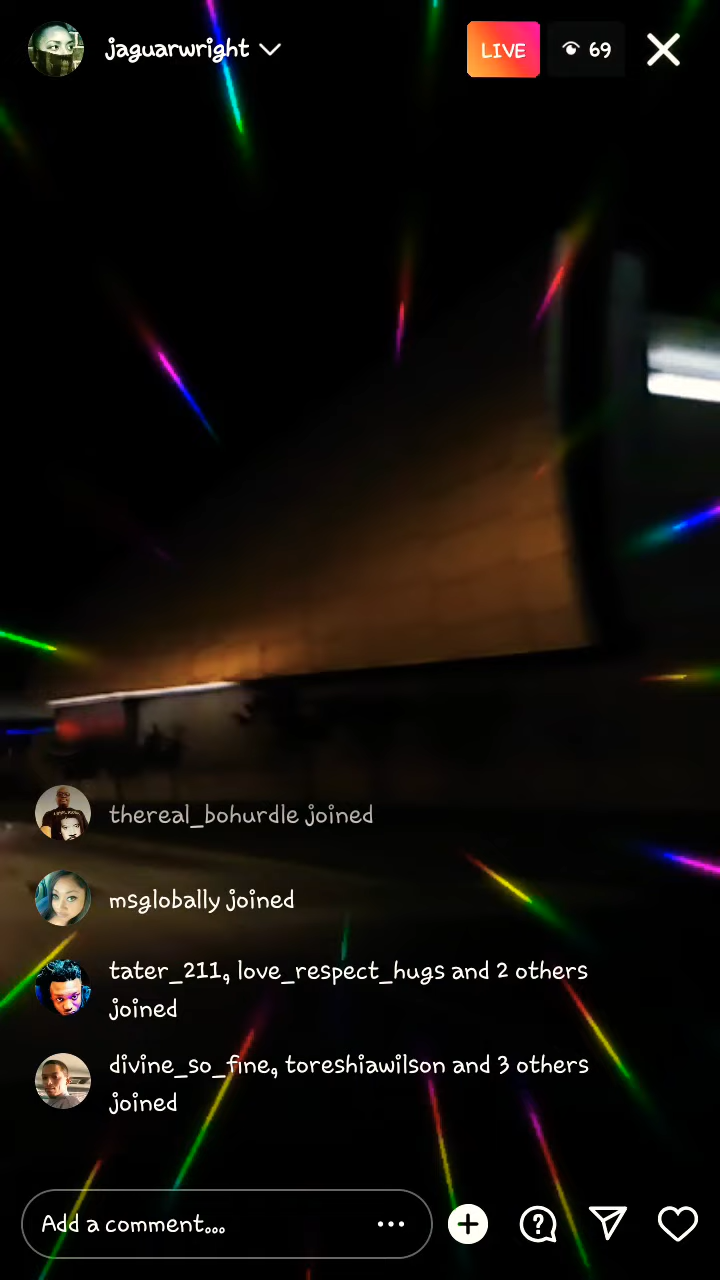 jaguarwright
LIVE
69
thereal_bohurdle joined
msglobally joined
tater_211, love_respect_hugs and 2 others
joined
divine_so_fine, toreshiawilson and 3 others
joined
Add a comment...